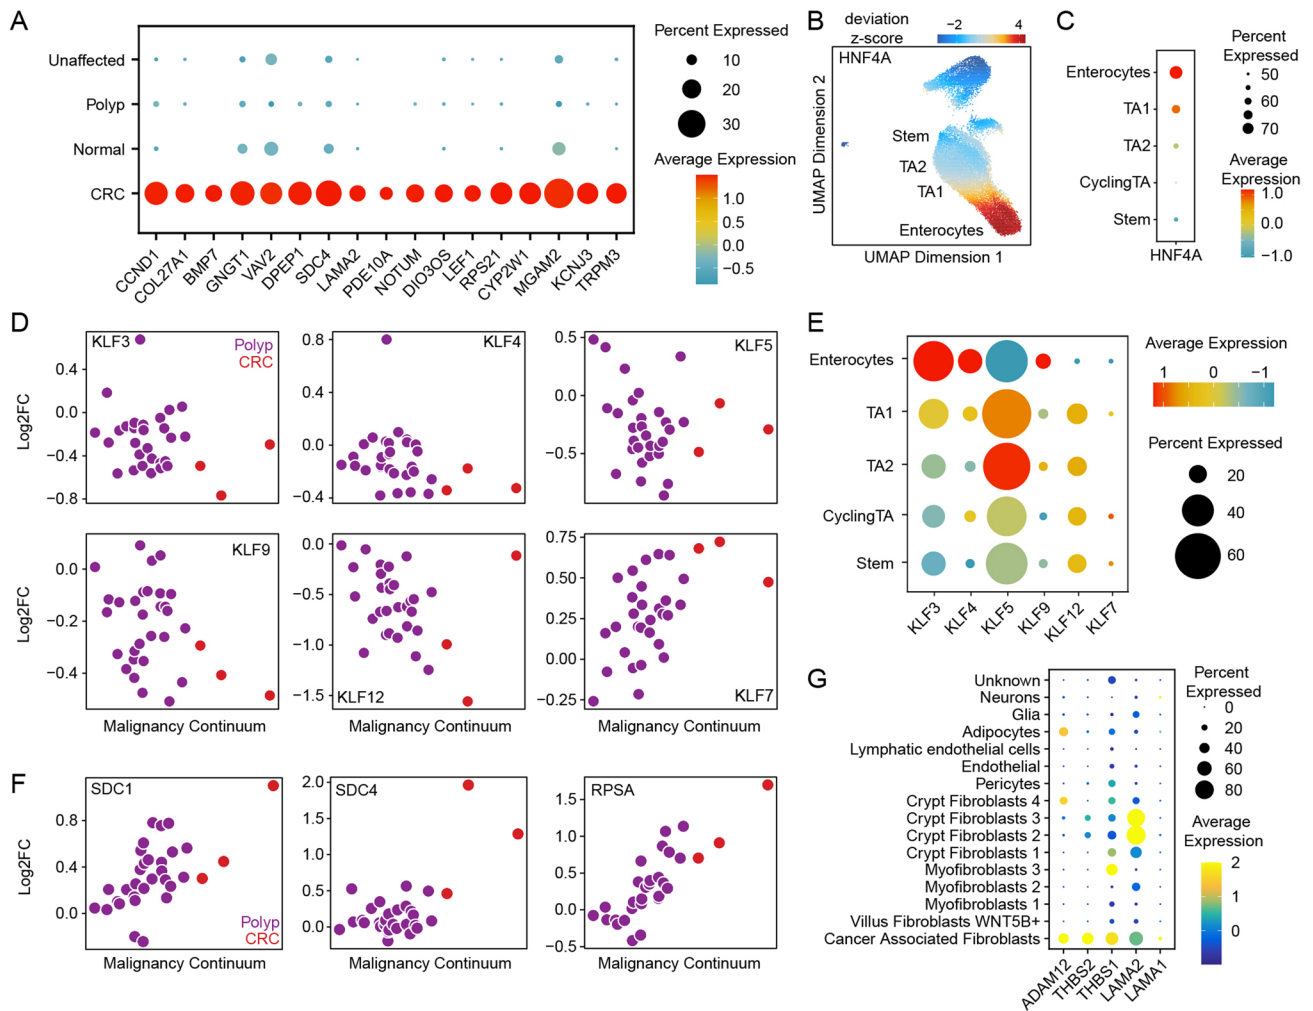 A
Unaffected
Polyp
Normal
CRC
CCND1
COL27A1
BMP7
GNGT1
VAV2
DPEP1
SDC4
LAMA2
PDE10A
NOTUM
DIO3OS
LEF1
RPS21
CYP2W1
MGAM2
KCNJ3
TRPM3
Percent Expressed
10
20
30
Average Expression
1.0
0.5
0.0
−0.5
B
deviation
z-score
−2 4
HNF4A
Stem
TA2
TA1
Enterocytes
UMAP Dimension 2
UMAP Dimension 1
C
Enterocytes
TA1
TA2
CyclingTA
Stem
HNF4A
Percent
Expressed
50
60
70
Average
Expression
1.0
0.0
−1.0
D
KLF3
Polyp
CRC
Log2FC
0.4
0.0
−0.4
−0.8
KLF4
0.8
0.4
0.0
−0.4
KLF5
0.5
0.0
−0.5
KLF9
Log2FC
0.0
−0.2
−0.4
Malignancy Continuum
KLF12
0.0
−0.5
−1.0
−1.5
Malignancy Continuum
KLF7
0.75
0.50
0.25
0.00
−0.25
Malignancy Continuum
E
Enterocytes
TA1
TA2
CyclingTA
Stem
KLF3
KLF4
KLF5
KLF9
KLF12
KLF7
Average Expression
1 0 −1
Percent Expressed
20
40
60
F
SDC1
Log2FC
0.8
0.4
0.0
Polyp
CRC
Malignancy Continuum
SDC4
2.0
1.5
1.0
0.5
0.0
Malignancy Continuum
RPSA
1.5
1.0
0.5
0.0
−0.5
Malignancy Continuum
G
Unknown
Neurons
Glia
Adipocytes
Lymphatic endothelial cells
Endothelial
Pericytes
Crypt Fibroblasts 4
Crypt Fibroblasts 3
Crypt Fibroblasts 2
Crypt Fibroblasts 1
Myofibroblasts 3
Myofibroblasts 2
Myofibroblasts 1
Villus Fibroblasts WNT5B+
Cancer Associated Fibroblasts
ADAM12
THBS2
THBS1
LAMA2
LAMA1
Percent
Expressed
0
20
40
60
80
Average
Expression
2
1
0